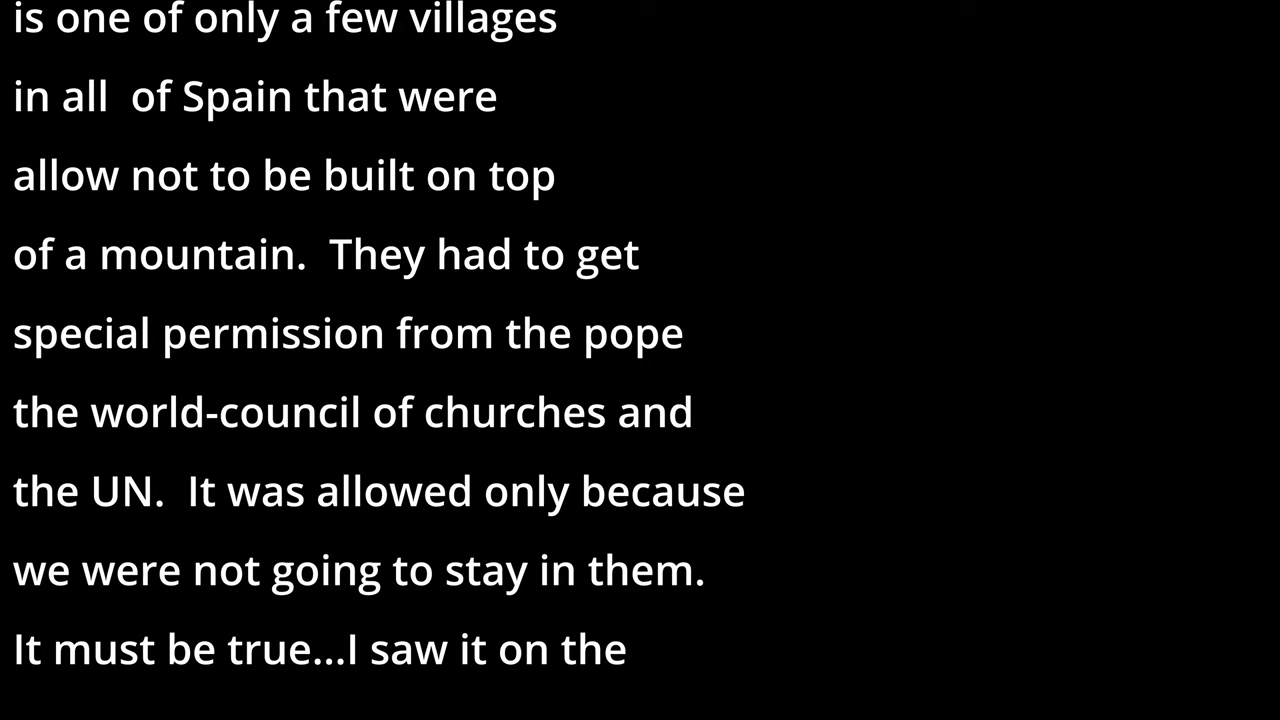 is one of only a few villages
in all  of Spain that were
allow not to be built on top
of a mountain.  They had to get
special permission from the pope
the world-council of churches and
the UN.  It was allowed only because
we were not going to stay in them.
It must be true...I saw it on the